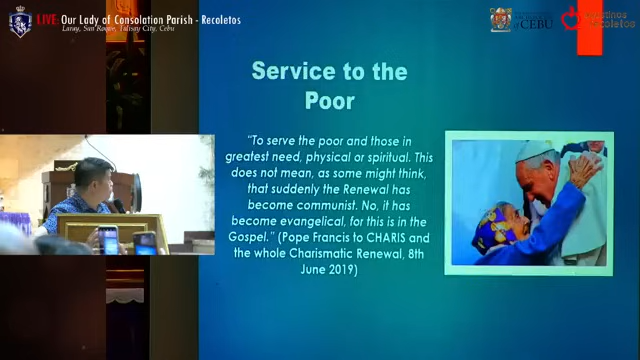 LIVE: Our Lady of Consolation Parish - Recoletos
Laray, San Roque, Talisay City, Cebu
of CEBU
recoletos
Service to the
Poor
"To serve the poor and those in
greatest need, physical or spiritual. This
does not mean, as some might think,
that suddenly the Renewal has
become communist. No, it has
become evangelical, for this is in the
Gospel." (Pope Francis to CHARIS and
the whole Charismatic Renewal, 8th
June 2019)